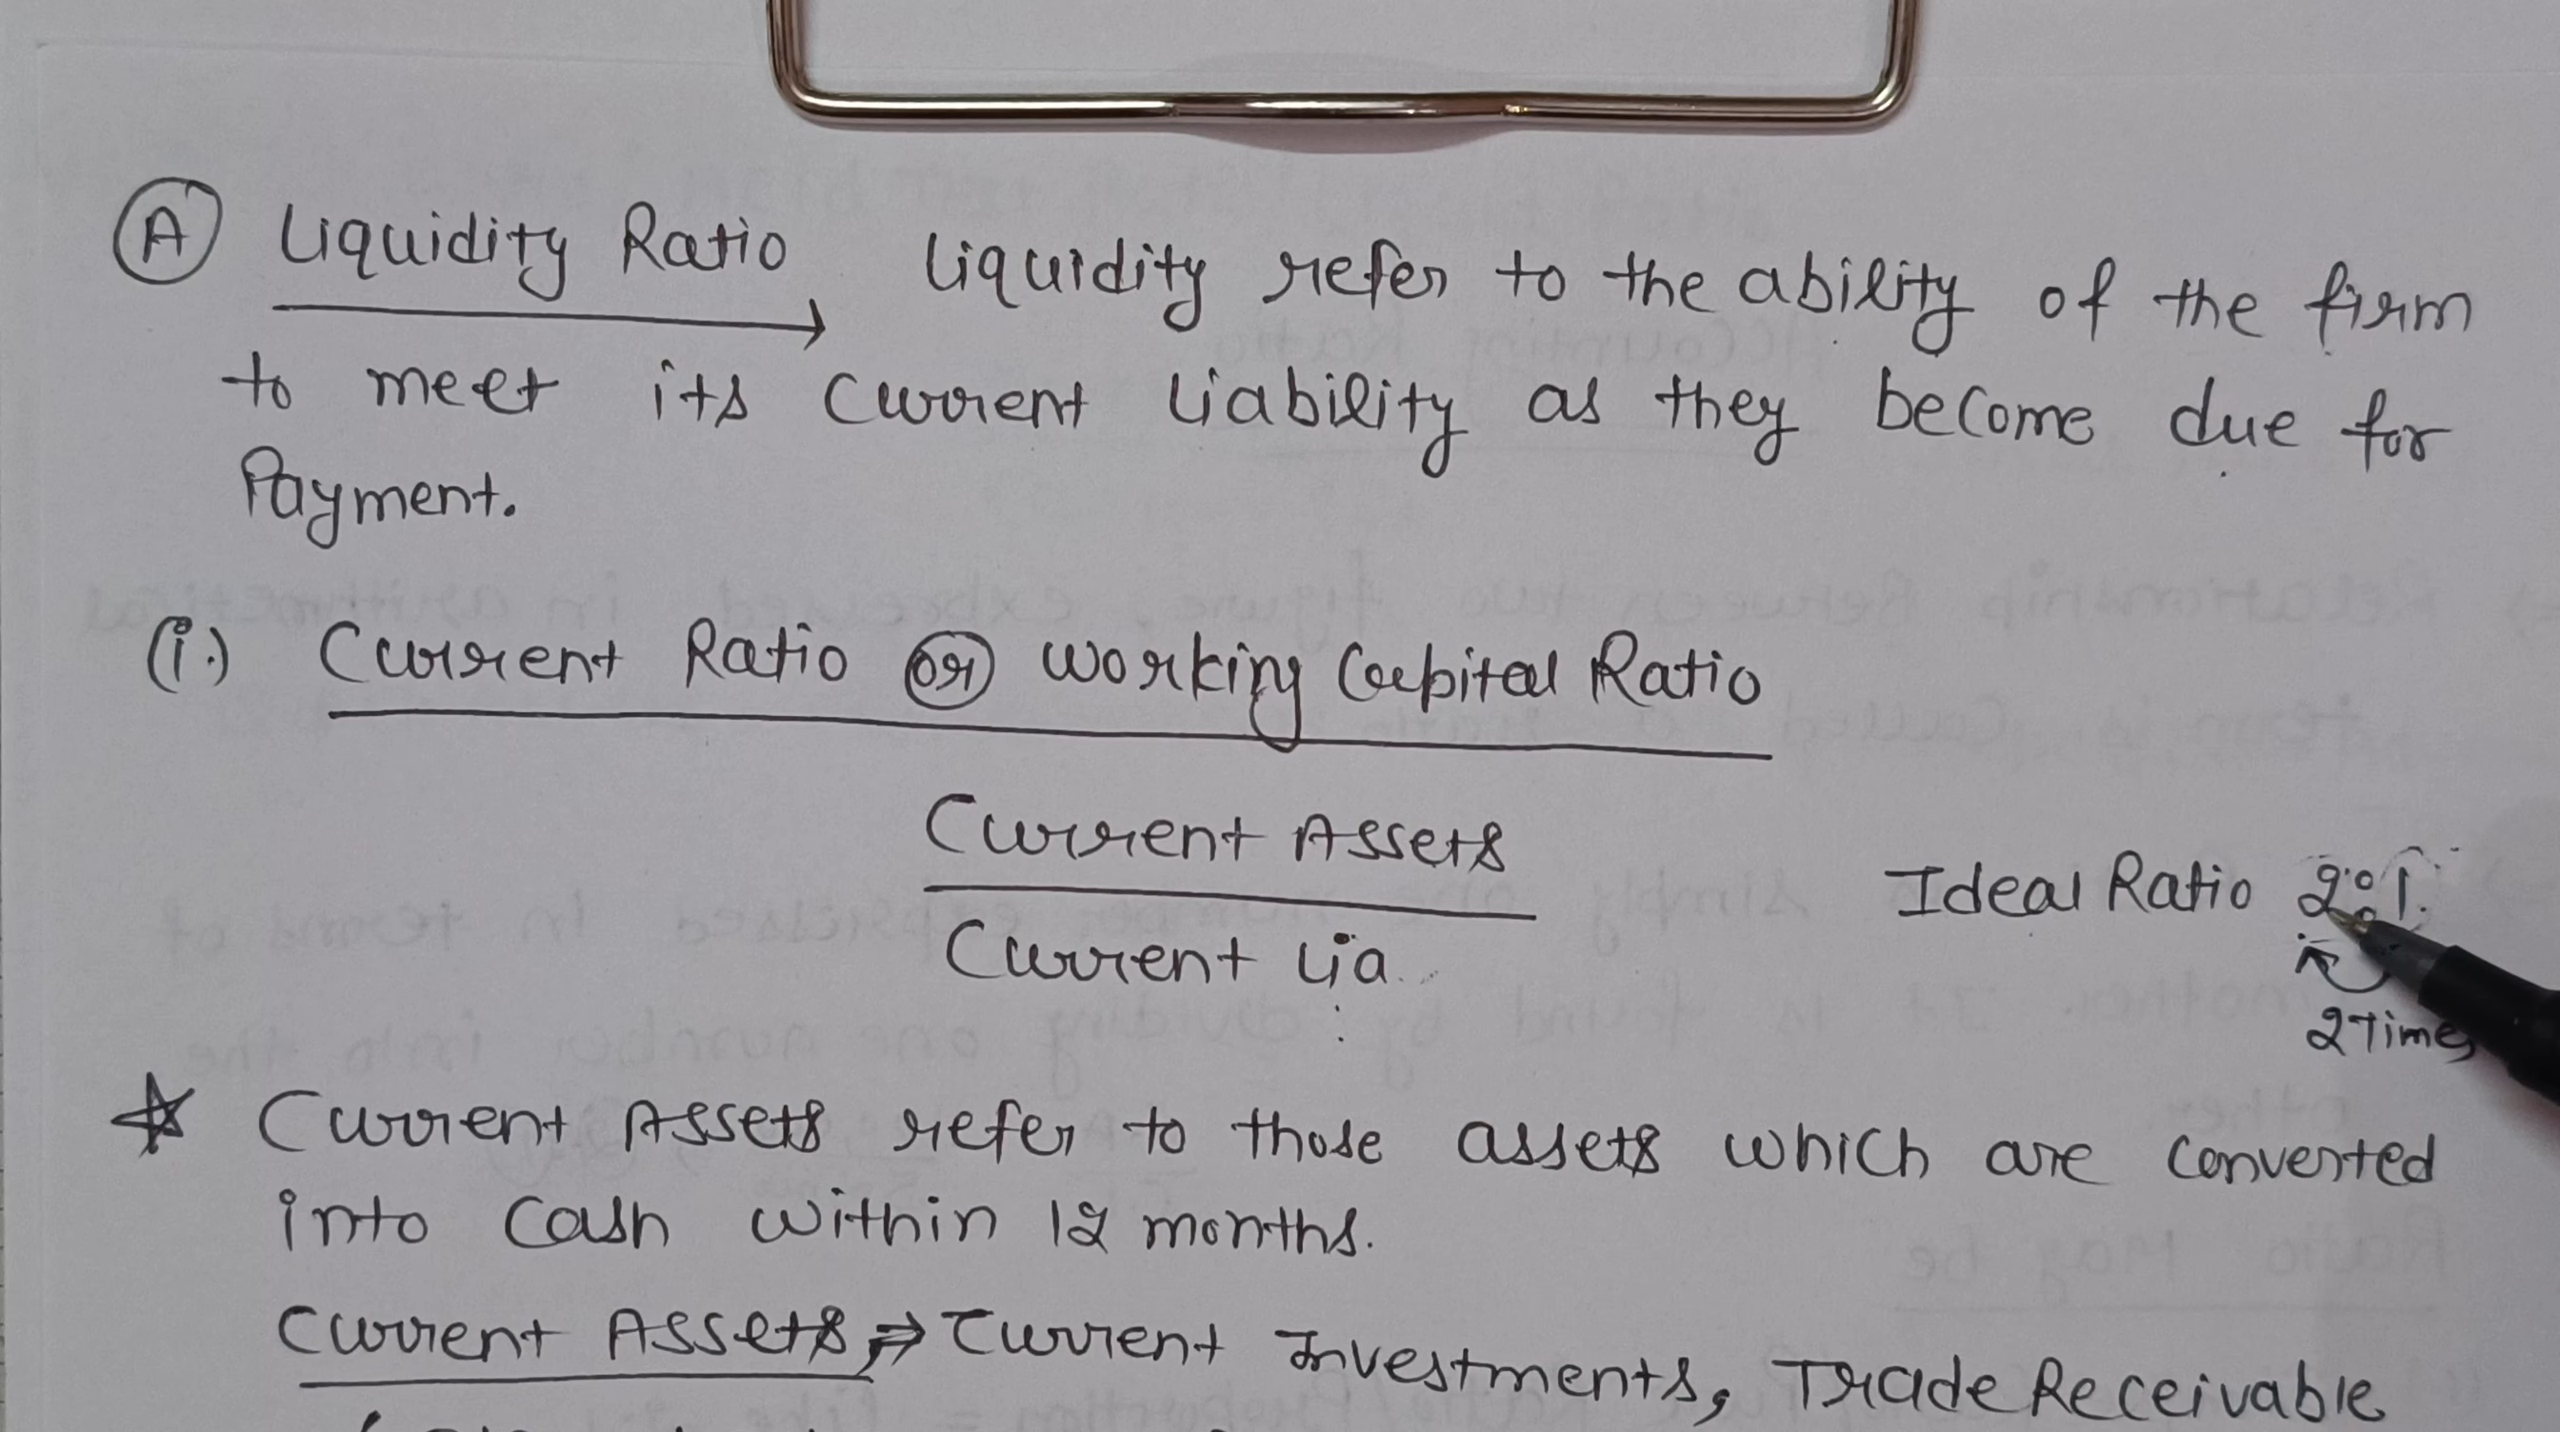 Ⓐ Liquidity Ratio → liquidity refer to the ability of the firm
to meet its current liability as they become due for
Payment.
(i.) Current Ratio or Working Capital Ratio
Current Assets
Current Lia.
Ideal Ratio 2:1.
2 Times
☆ Current Assets refer to those assets which are converted
into Cash within 12 months.
Current Assets ⇒ Current Investments, Trade Receivable